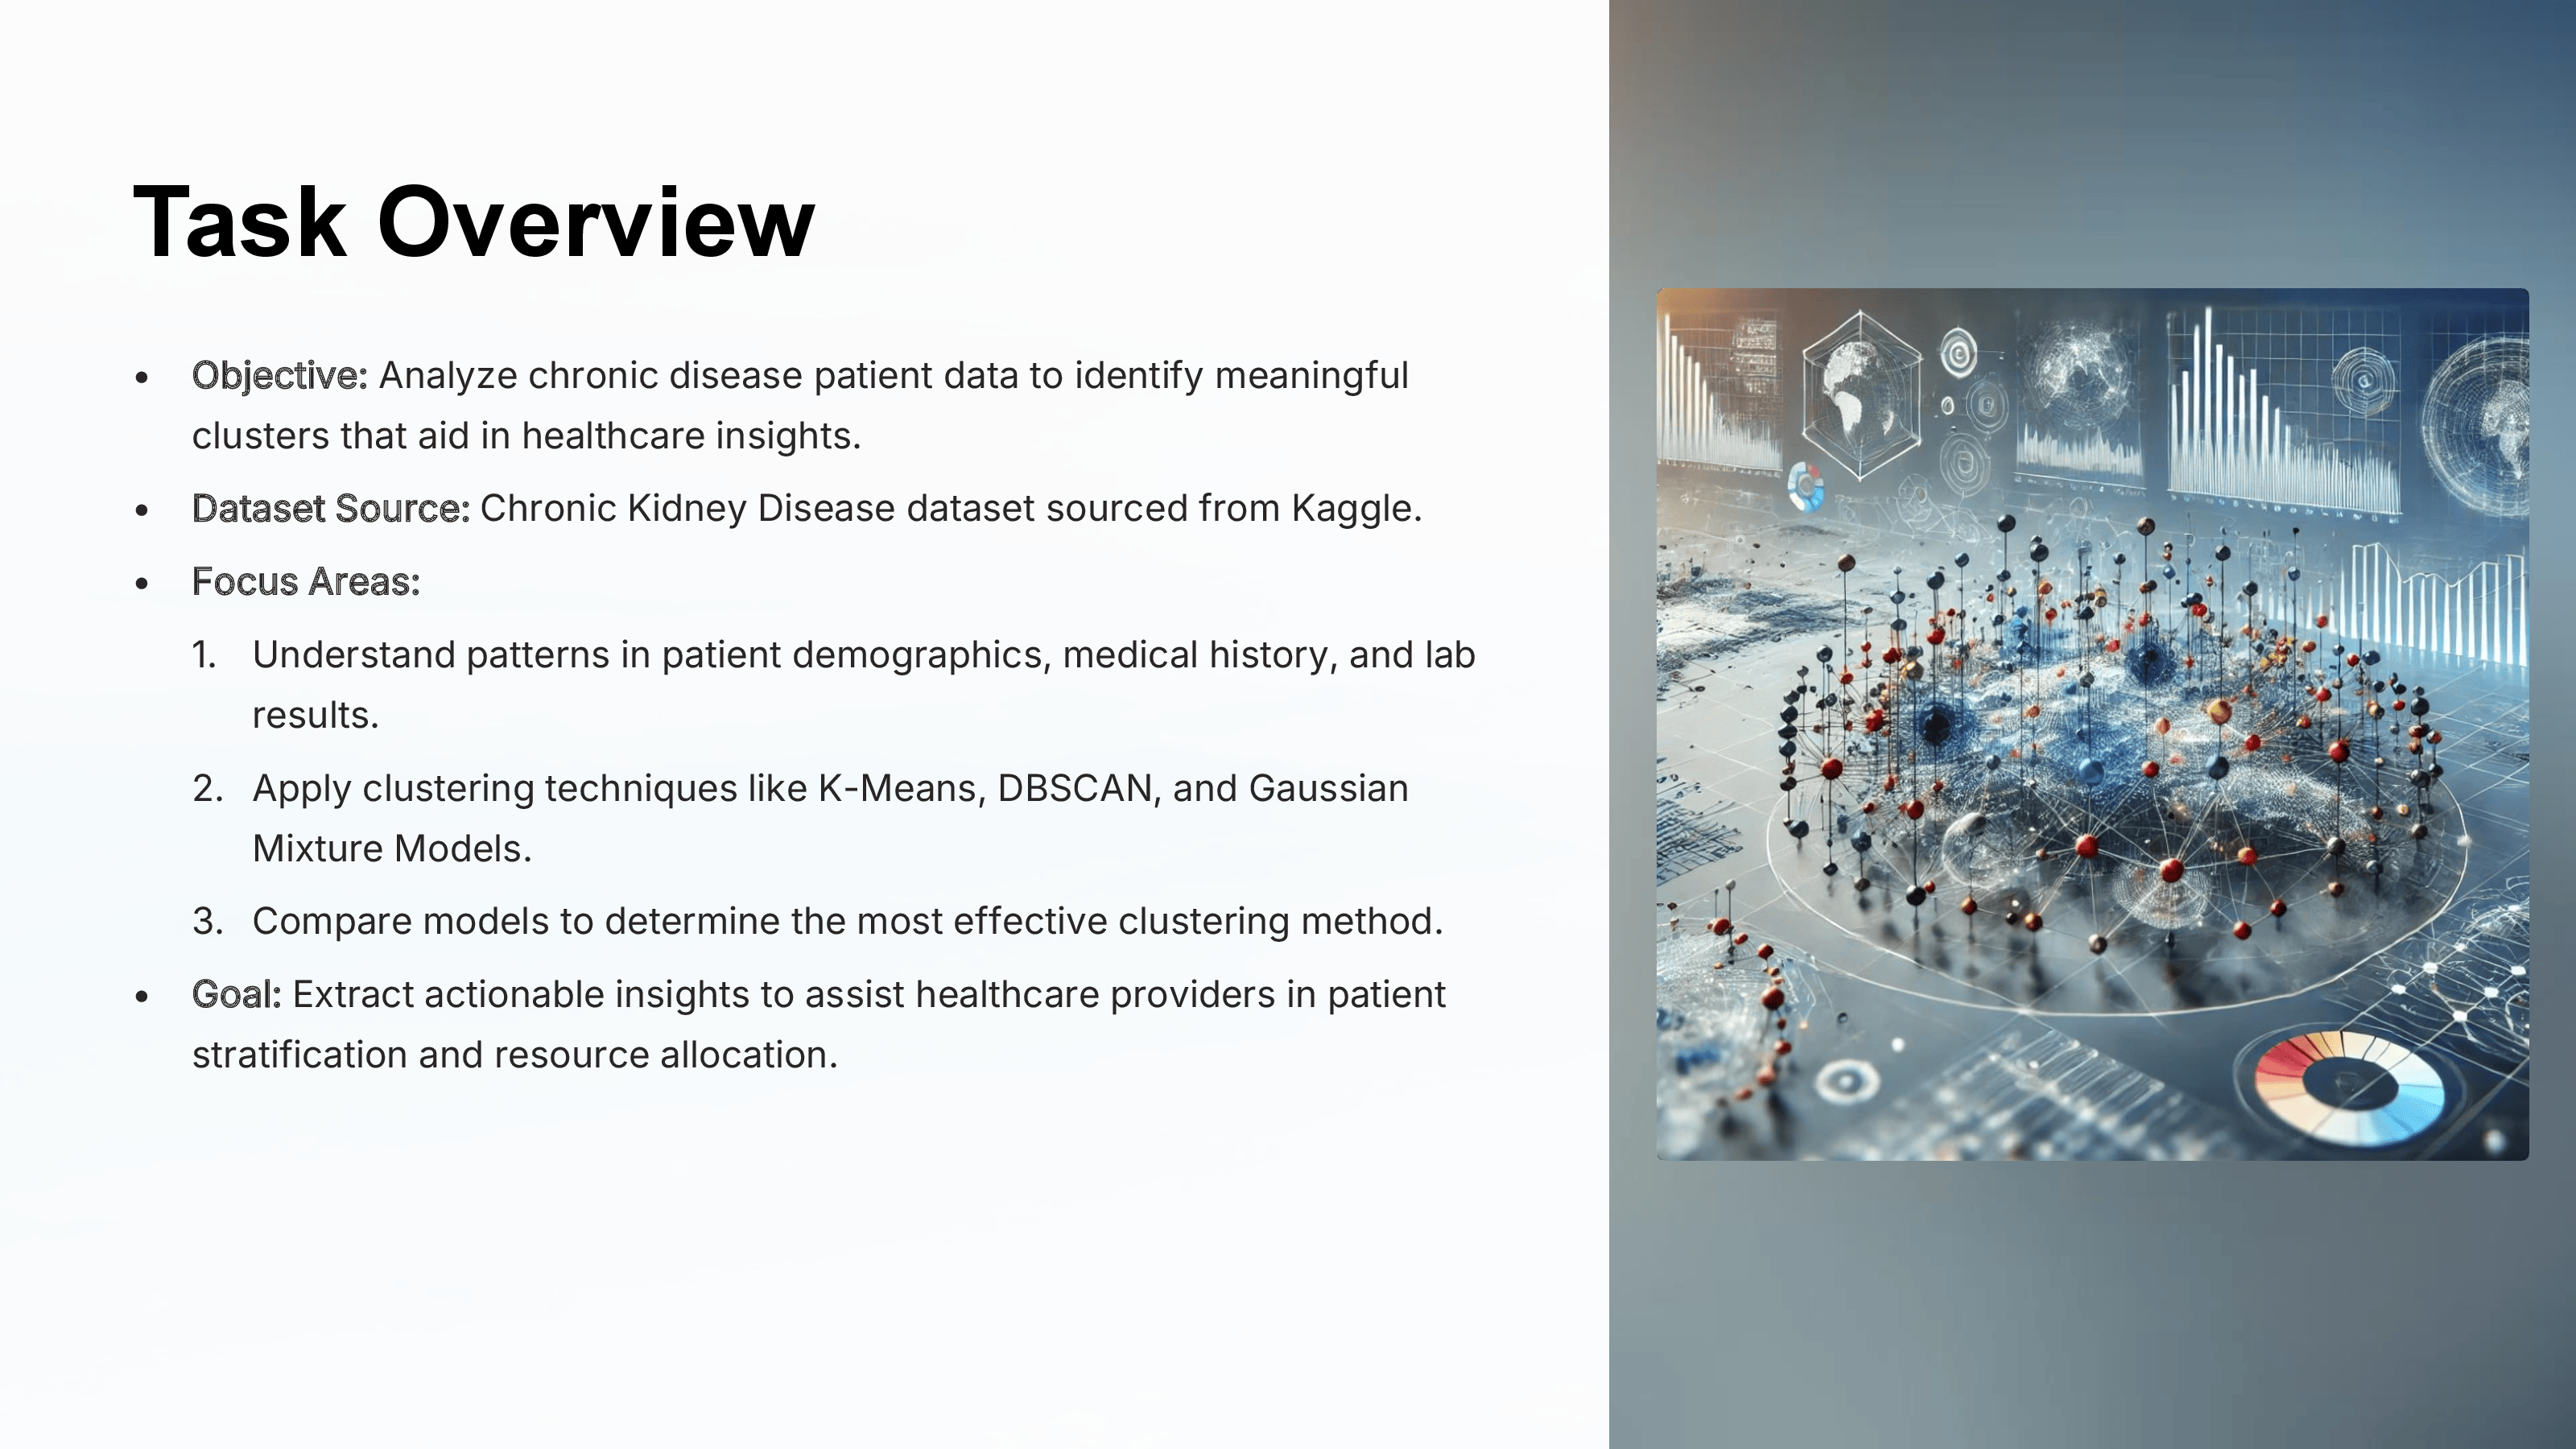 Task Overview
• Objective: Analyze chronic disease patient data to identify meaningful
clusters that aid in healthcare insights.
• Dataset Source: Chronic Kidney Disease dataset sourced from Kaggle.
• Focus Areas:
1. Understand patterns in patient demographics, medical history, and lab
results.
2. Apply clustering techniques like K-Means, DBSCAN, and Gaussian
Mixture Models.
3. Compare models to determine the most effective clustering method.
• Goal: Extract actionable insights to assist healthcare providers in patient
stratification and resource allocation.